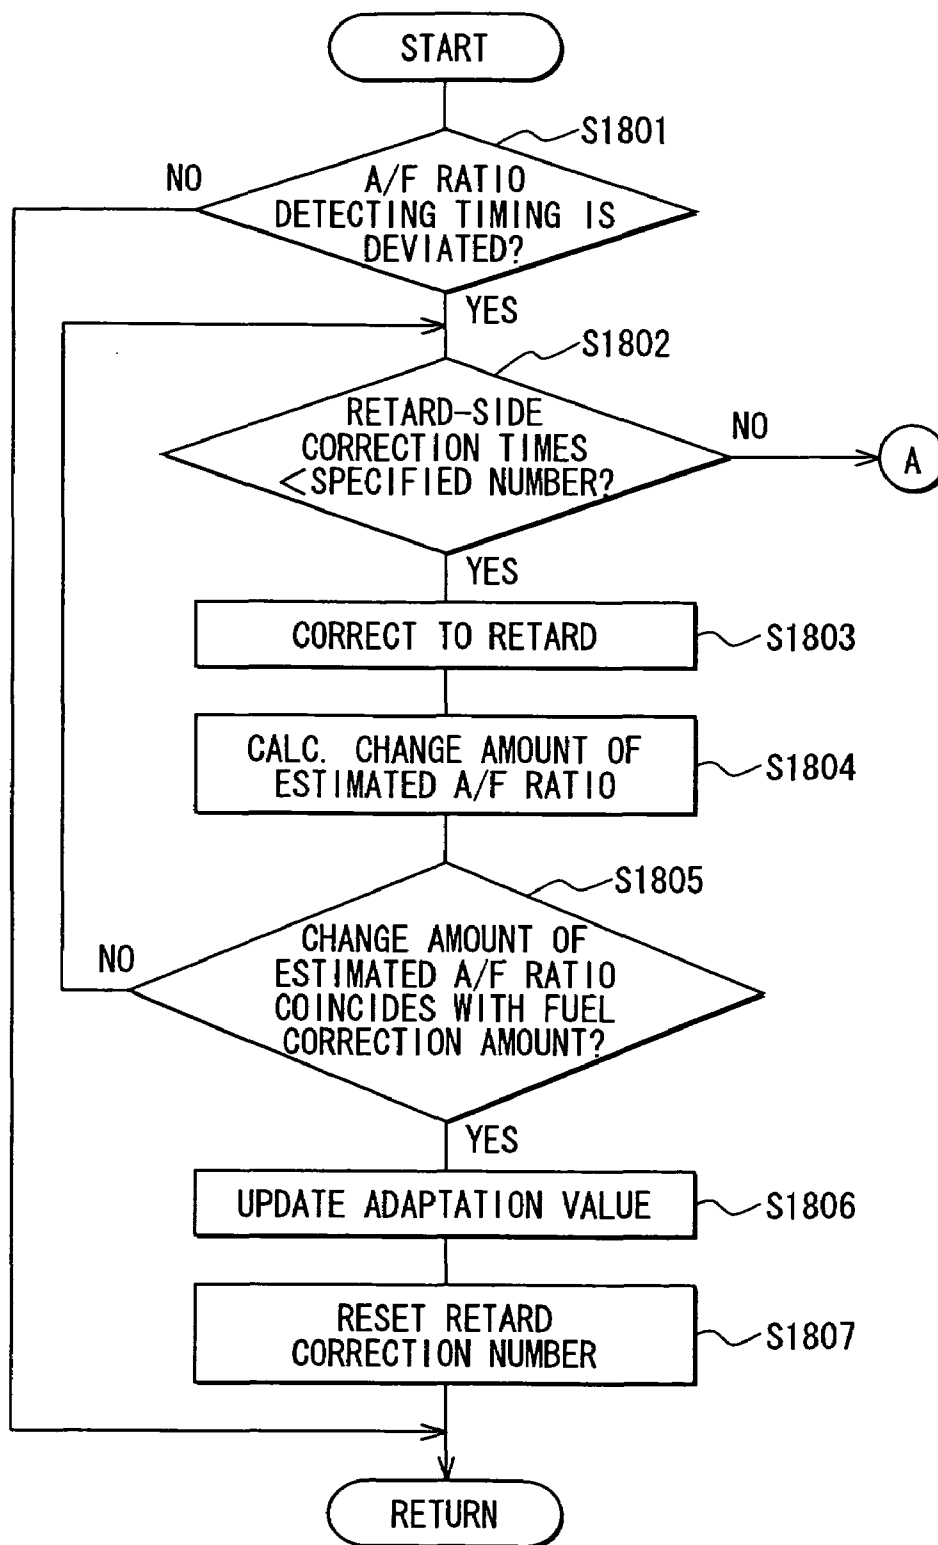 START
S1801
NO
A/F RATIO
DETECTING TIMING IS
DEVIATED?
YES
S1802
RETARD-SIDE
CORRECTION TIMES
<SPECIFIED NUMBER?
NO
A
YES
CORRECT TO RETARD
S1803
CALC. CHANGE AMOUNT OF
ESTIMATED A/F RATIO
S1804
S1805
NO
CHANGE AMOUNT OF
ESTIMATED A/F RATIO
COINCIDES WITH FUEL
CORRECTION AMOUNT?
YES
UPDATE ADAPTATION VALUE
S1806
RESET RETARD
CORRECTION NUMBER
S1807
RETURN